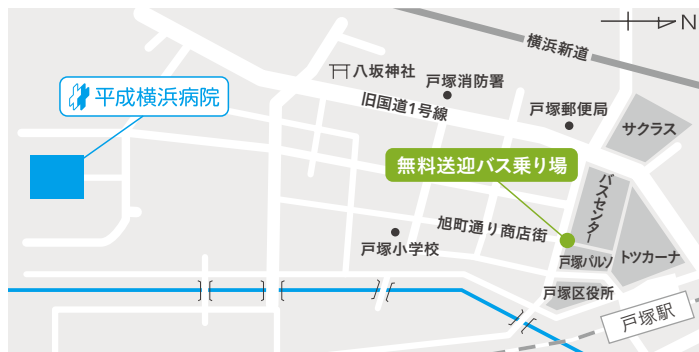 N
横浜新道
八坂神社
戸塚消防署
平成横浜病院
旧国道1号線
戸塚郵便局
サクラス
無料送迎バス乗り場
バスセンター
旭町通り商店街
戸塚小学校
戸塚パルソ
トツカーナ
戸塚区役所
戸塚駅